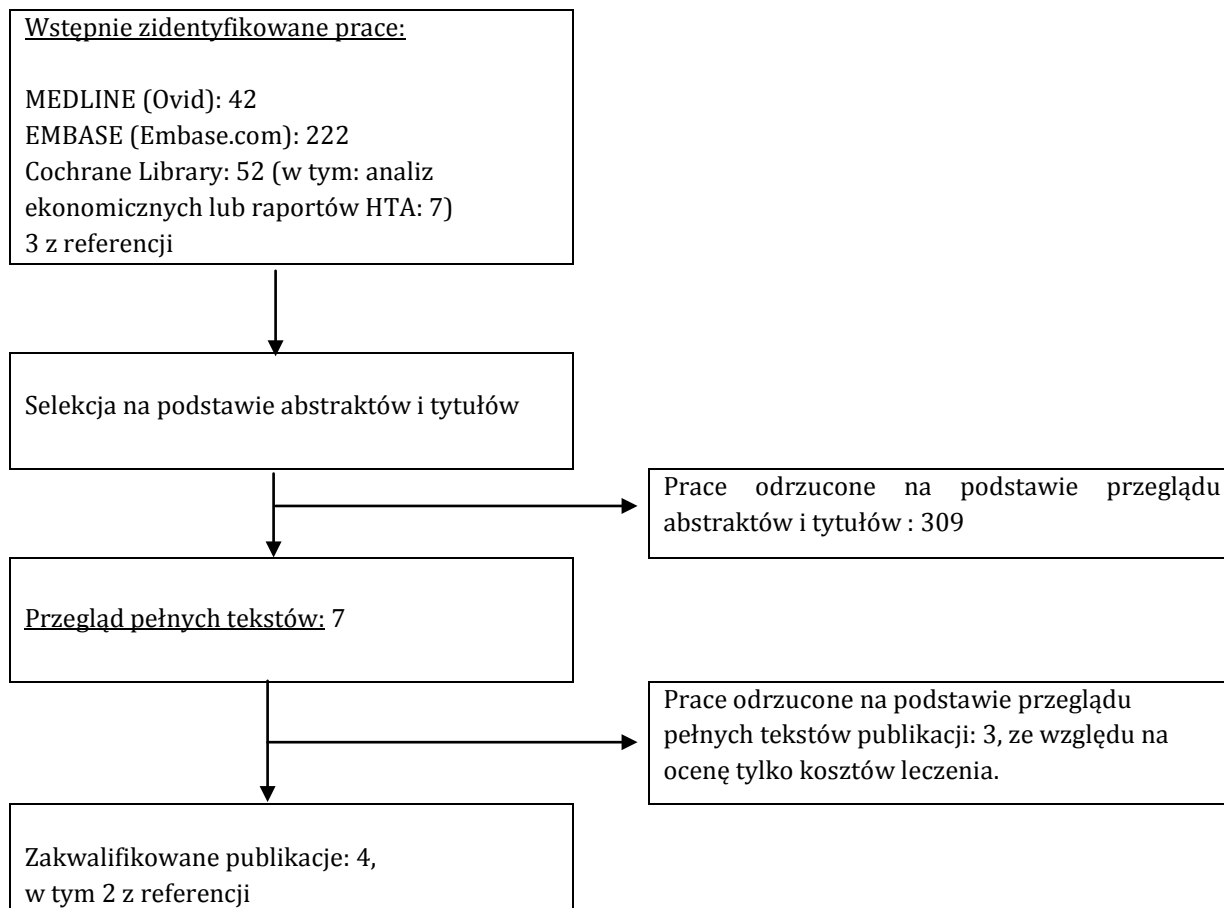 Wstępnie zidentyfikowane prace:
MEDLINE (Ovid): 42
EMBASE (Embase.com): 222
Cochrane Library: 52 (w tym: analiz
ekonomicznych lub raportów HTA: 7)
3 z referencji
Selekcja na podstawie abstraktów i tytułów
Prace odrzucone na podstawie przeglądu
abstraktów i tytułów : 309
Przegląd pełnych tekstów: 7
Prace odrzucone na podstawie przeglądu
pełnych tekstów publikacji: 3, ze względu na
ocenę tylko kosztów leczenia.
Zakwalifikowane publikacje: 4,
w tym 2 z referencji